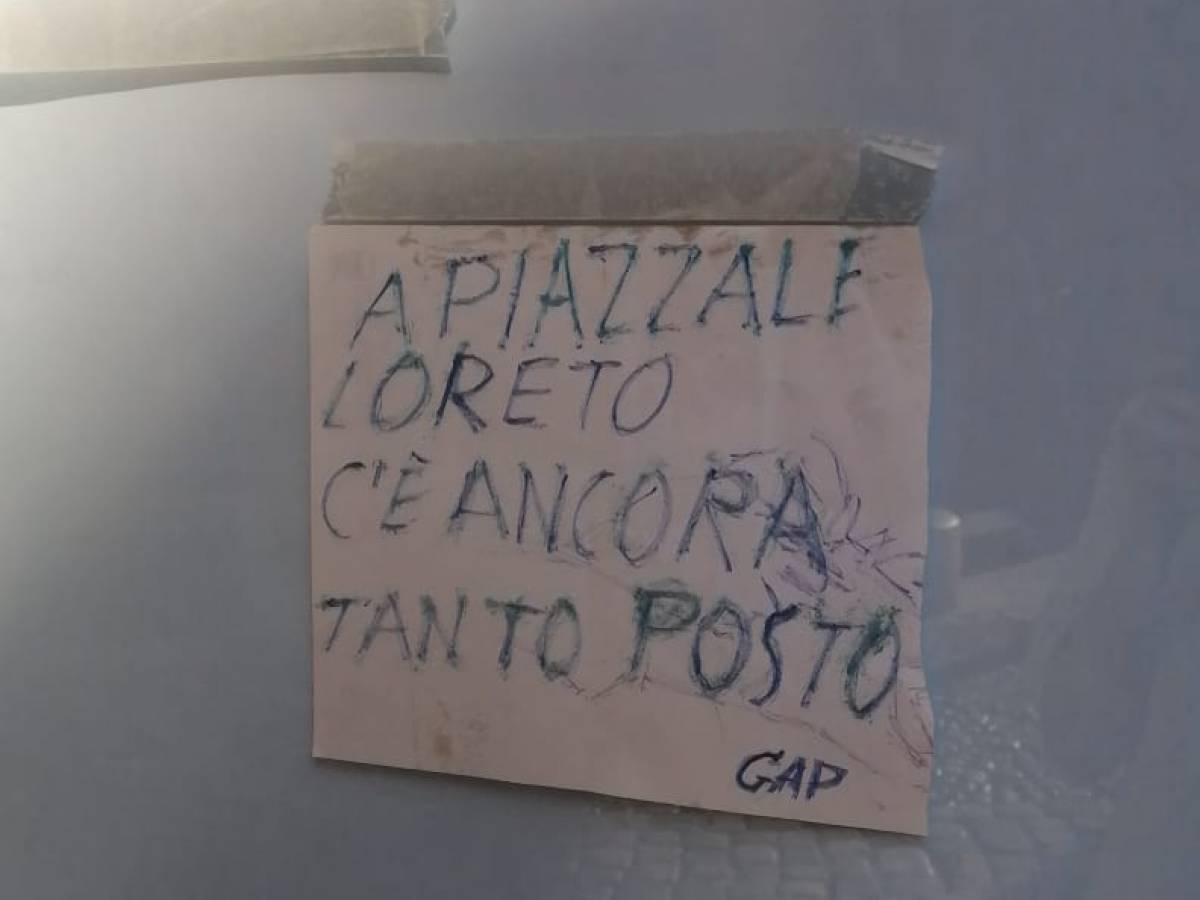 A PIAZZALE
LORETO
C'È ANCORA
TANTO POSTO
GAP